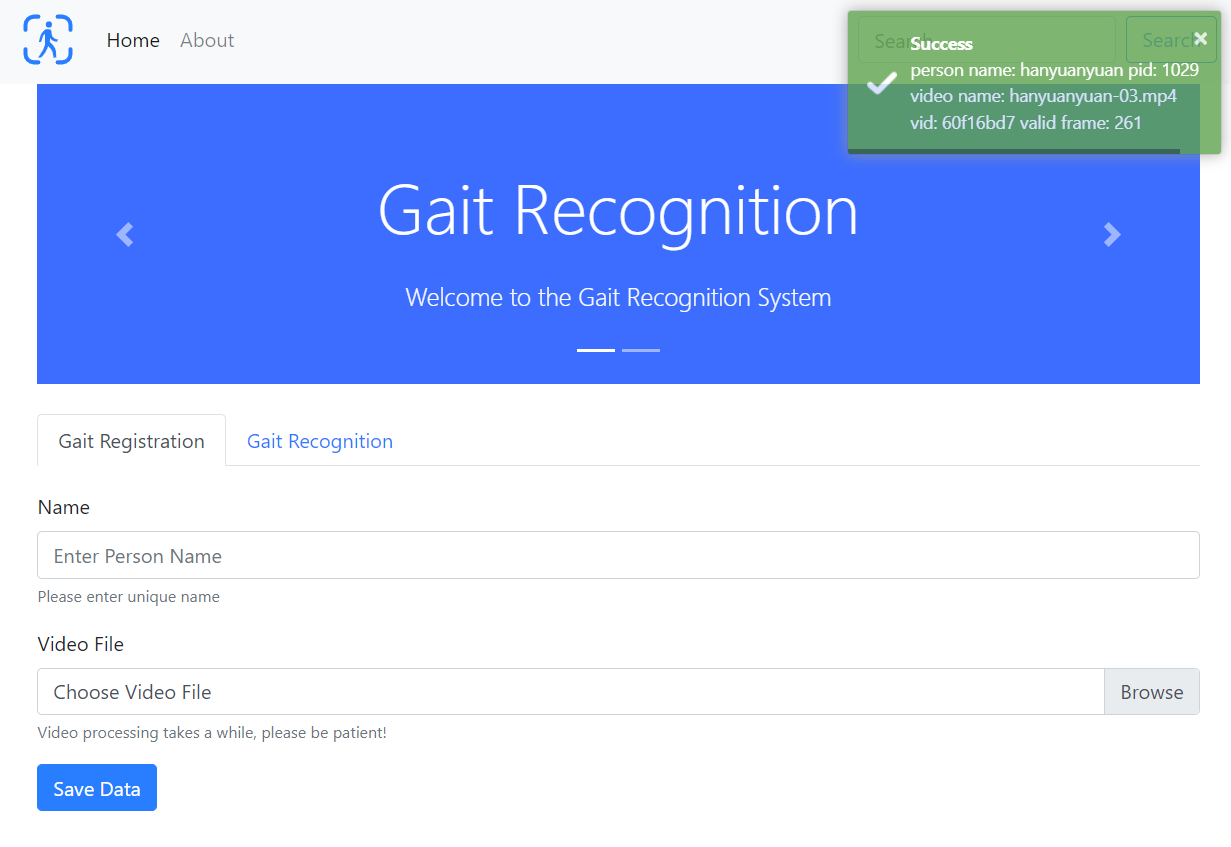 Home
About
Search
Search
Success
person name: hanyuanyuan pid: 1029
video name: hanyuanyuan-03.mp4
vid: 60f16bd7 valid frame: 261
Gait Recognition
Welcome to the Gait Recognition System
Gait Registration
Gait Recognition
Name
Enter Person Name
Please enter unique name
Video File
Choose Video File
Browse
Video processing takes a while, please be patient!
Save Data